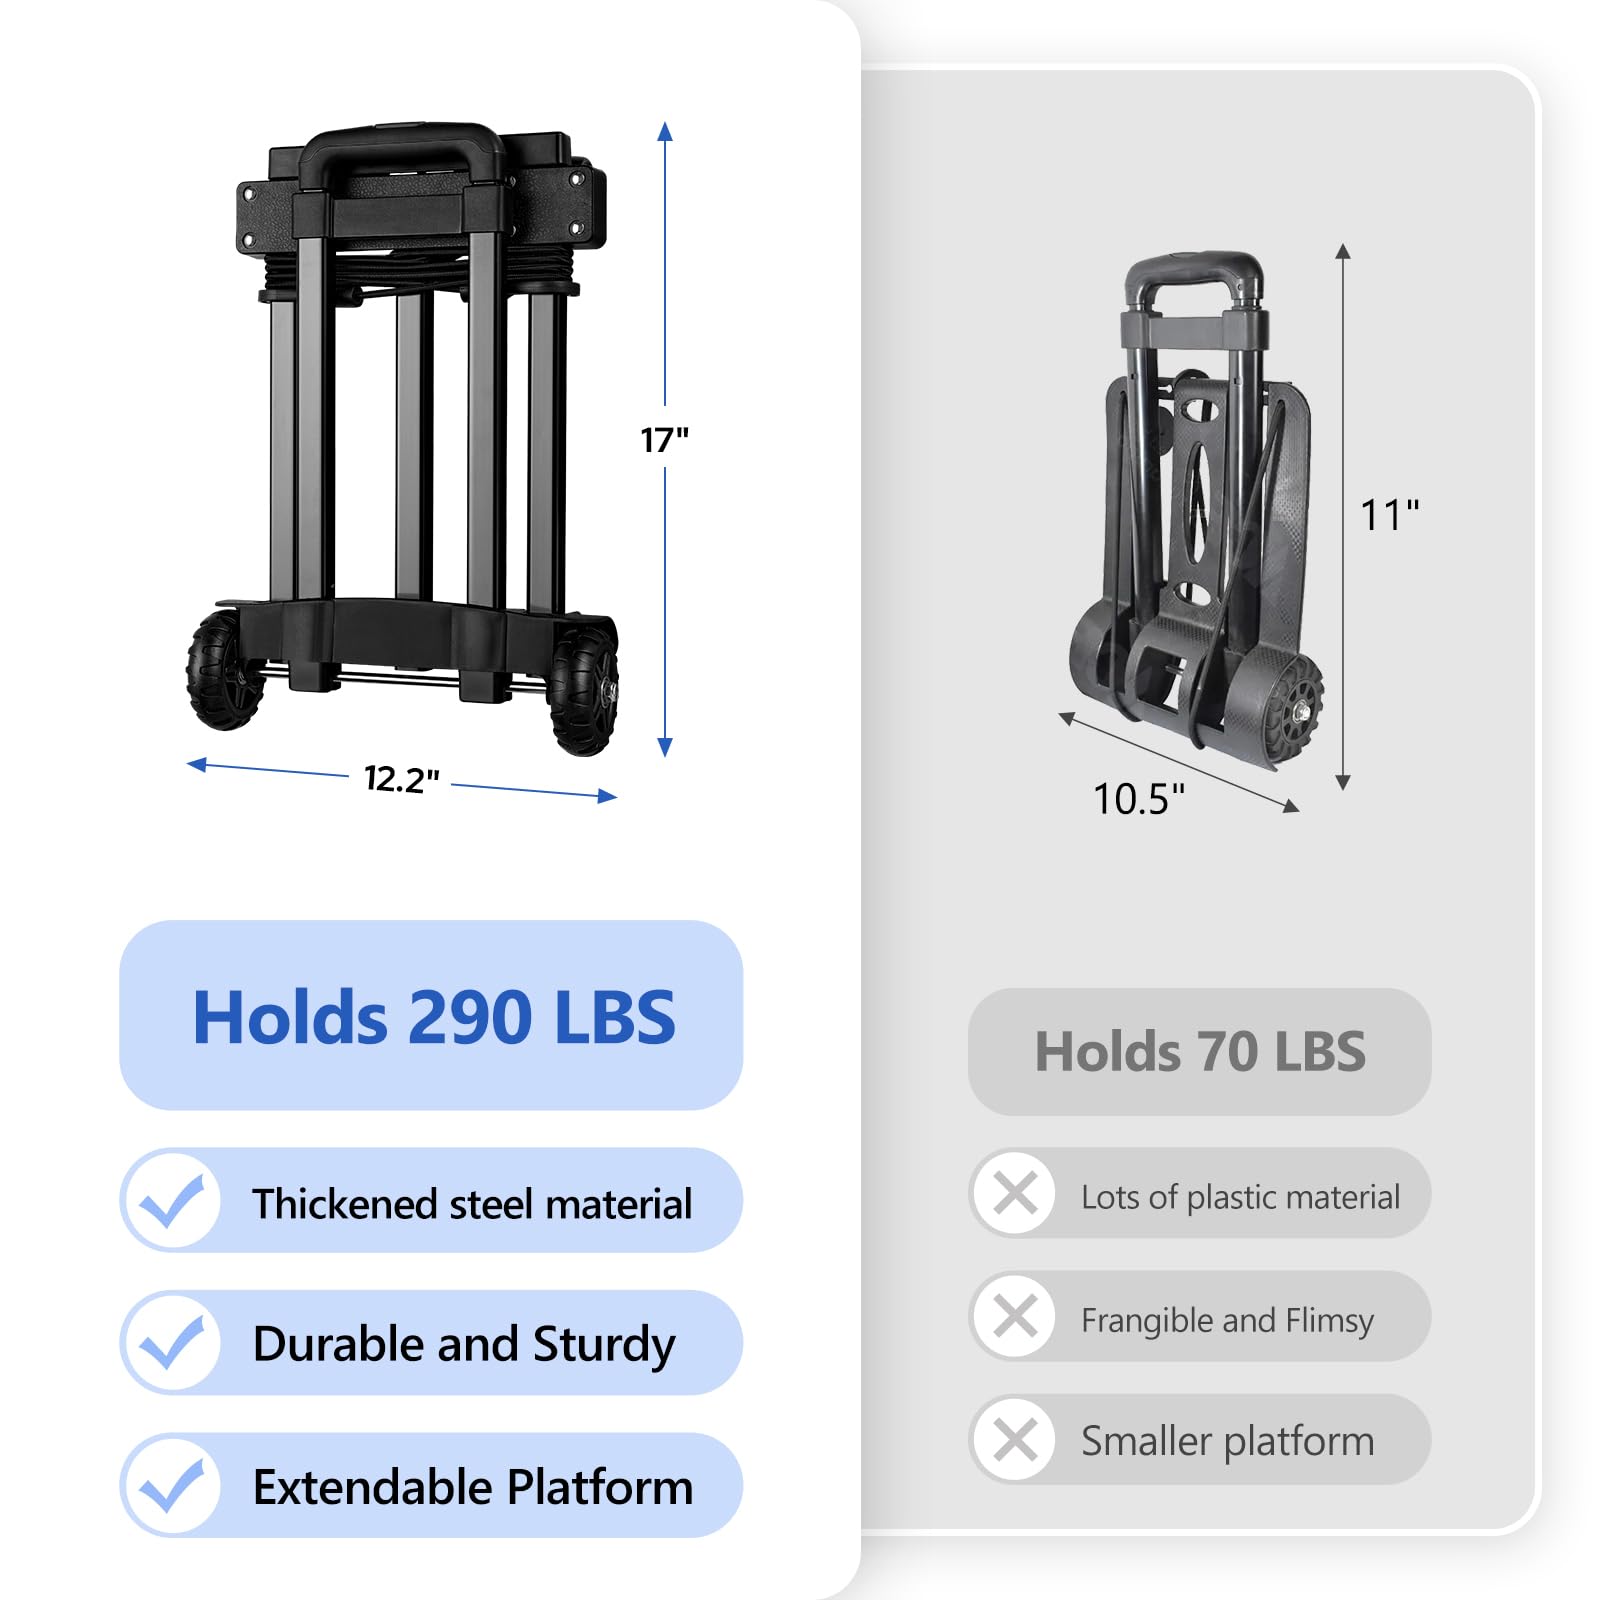 17"
12.2"
Holds 290 LBS
Thickened steel material
Durable and Sturdy
Extendable Platform
11"
10.5"
Holds 70 LBS
Lots of plastic material
Frangible and Flimsy
Smaller platform